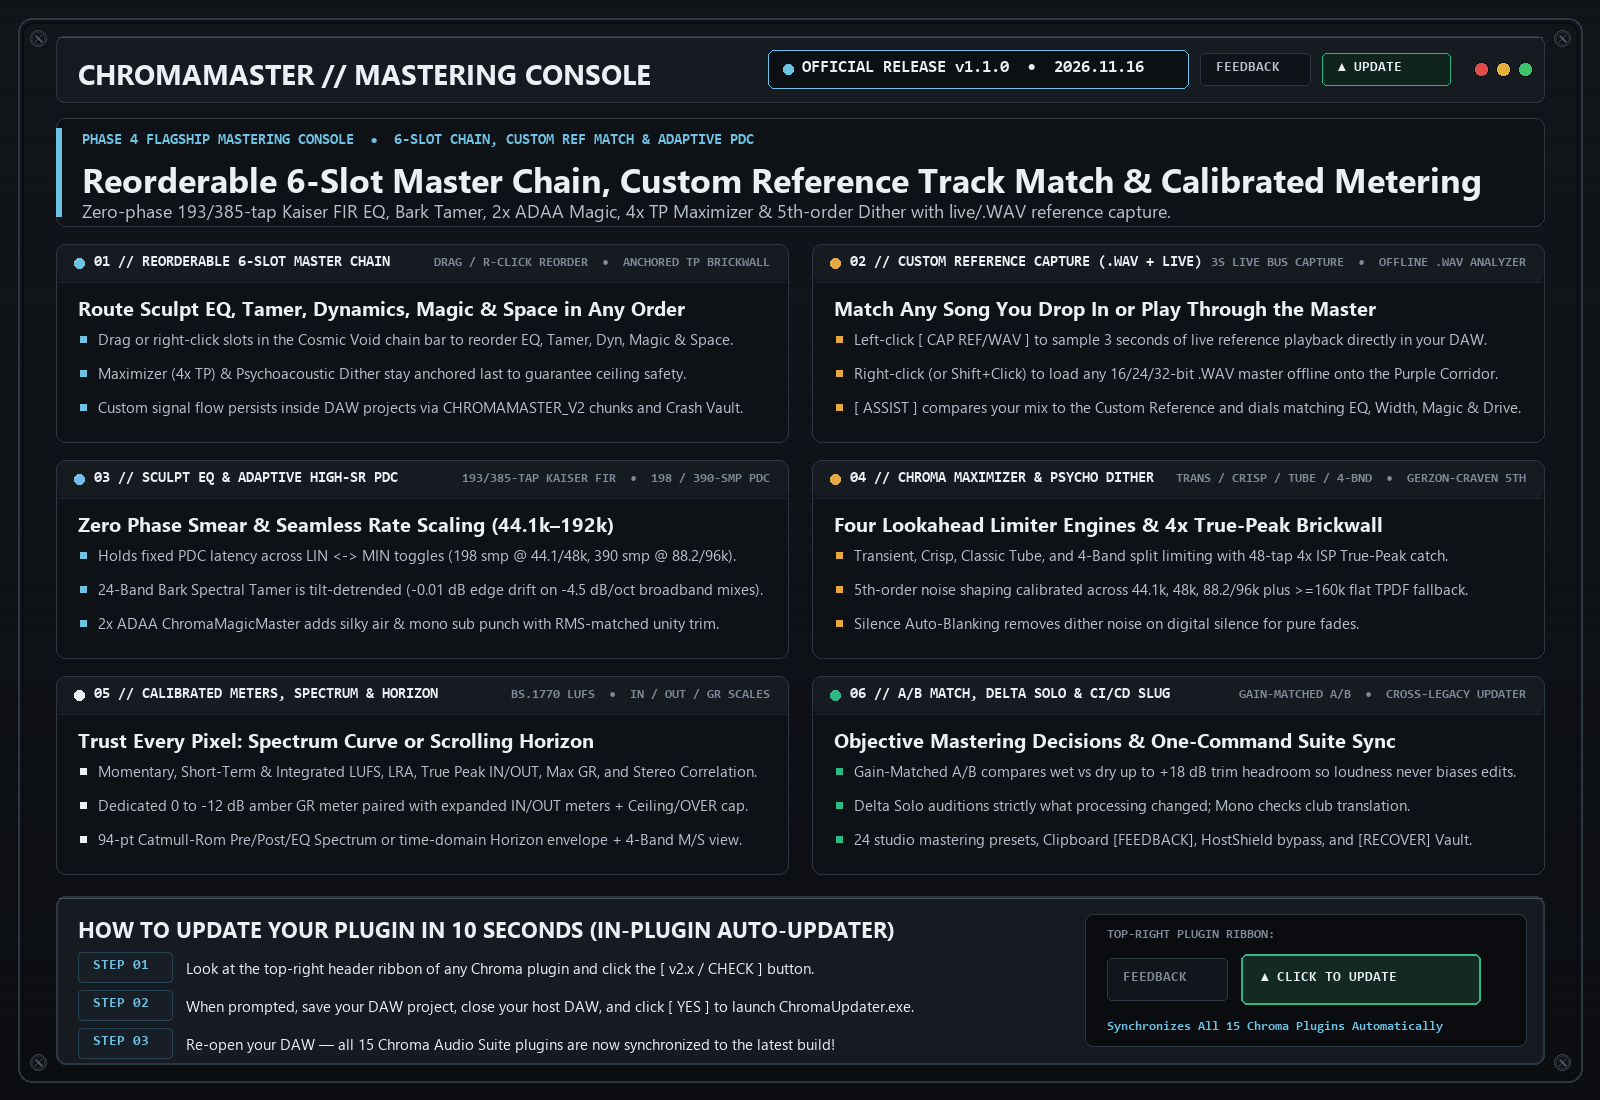 CHROMAMASTER // MASTERING CONSOLE
OFFICIAL RELEASE v1.1.0 • 2026.11.16
FEEDBACK
▲ UPDATE
PHASE 4 FLAGSHIP MASTERING CONSOLE • 6-SLOT CHAIN, CUSTOM REF MATCH & ADAPTIVE PDC
Reorderable 6-Slot Master Chain, Custom Reference Track Match & Calibrated Metering
Zero-phase 193/385-tap Kaiser FIR EQ, Bark Tamer, 2x ADAA Magic, 4x TP Maximizer & 5th-order Dither with live/.WAV reference capture.
01 // REORDERABLE 6-SLOT MASTER CHAIN
DRAG / R-CLICK REORDER • ANCHORED TP BRICKWALL
Route Sculpt EQ, Tamer, Dynamics, Magic & Space in Any Order
Drag or right-click slots in the Cosmic Void chain bar to reorder EQ, Tamer, Dyn, Magic & Space.
Maximizer (4x TP) & Psychoacoustic Dither stay anchored last to guarantee ceiling safety.
Custom signal flow persists inside DAW projects via CHROMAMASTER_V2 chunks and Crash Vault.
02 // CUSTOM REFERENCE CAPTURE (.WAV + LIVE)
3S LIVE BUS CAPTURE • OFFLINE .WAV ANALYZER
Match Any Song You Drop In or Play Through the Master
Left-click [ CAP REF/WAV ] to sample 3 seconds of live reference playback directly in your DAW.
Right-click (or Shift+Click) to load any 16/24/32-bit .WAV master offline onto the Purple Corridor.
[ ASSIST ] compares your mix to the Custom Reference and dials matching EQ, Width, Magic & Drive.
03 // SCULPT EQ & ADAPTIVE HIGH-SR PDC
193/385-TAP KAISER FIR • 198 / 390-SMP PDC
Zero Phase Smear & Seamless Rate Scaling (44.1k–192k)
Holds fixed PDC latency across LIN <-> MIN toggles (198 smp @ 44.1/48k, 390 smp @ 88.2/96k).
24-Band Bark Spectral Tamer is tilt-detrended (-0.01 dB edge drift on -4.5 dB/oct broadband mixes).
2x ADAA ChromaMagicMaster adds silky air & mono sub punch with RMS-matched unity trim.
04 // CHROMA MAXIMIZER & PSYCHO DITHER
TRANS / CRISP / TUBE / 4-BND • GERZON-CRAVEN 5TH
Four Lookahead Limiter Engines & 4x True-Peak Brickwall
Transient, Crisp, Classic Tube, and 4-Band split limiting with 48-tap 4x ISP True-Peak catch.
5th-order noise shaping calibrated across 44.1k, 48k, 88.2/96k plus >=160k flat TPDF fallback.
Silence Auto-Blanking removes dither noise on digital silence for pure fades.
05 // CALIBRATED METERS, SPECTRUM & HORIZON
BS.1770 LUFS • IN / OUT / GR SCALES
Trust Every Pixel: Spectrum Curve or Scrolling Horizon
Momentary, Short-Term & Integrated LUFS, LRA, True Peak IN/OUT, Max GR, and Stereo Correlation.
Dedicated 0 to -12 dB amber GR meter paired with expanded IN/OUT meters + Ceiling/OVER cap.
94-pt Catmull-Rom Pre/Post/EQ Spectrum or time-domain Horizon envelope + 4-Band M/S view.
06 // A/B MATCH, DELTA SOLO & CI/CD SLUG
GAIN-MATCHED A/B • CROSS-LEGACY UPDATER
Objective Mastering Decisions & One-Command Suite Sync
Gain-Matched A/B compares wet vs dry up to +18 dB trim headroom so loudness never biases edits.
Delta Solo auditions strictly what processing changed; Mono checks club translation.
24 studio mastering presets, Clipboard [FEEDBACK], HostShield bypass, and [RECOVER] Vault.
HOW TO UPDATE YOUR PLUGIN IN 10 SECONDS (IN-PLUGIN AUTO-UPDATER)
STEP 01
Look at the top-right header ribbon of any Chroma plugin and click the [ v2.x / CHECK ] button.
STEP 02
When prompted, save your DAW project, close your host DAW, and click [ YES ] to launch ChromaUpdater.exe.
STEP 03
Re-open your DAW — all 15 Chroma Audio Suite plugins are now synchronized to the latest build!
TOP-RIGHT PLUGIN RIBBON:
FEEDBACK
▲ CLICK TO UPDATE
Synchronizes All 15 Chroma Plugins Automatically